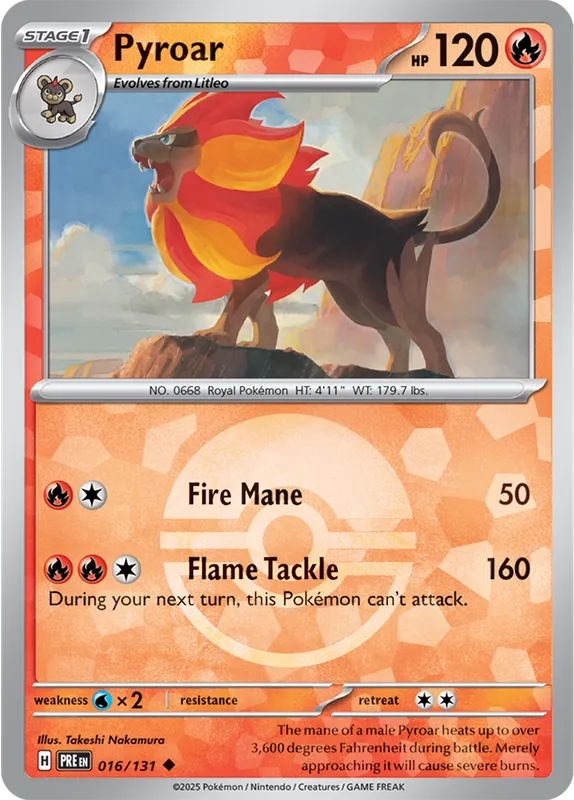 STAGE 1
Pyroar
HP 120
Evolves from Litleo
NO. 0668 Royal Pokémon HT: 4'11" WT: 179.7 lbs.
Fire Mane 50
Flame Tackle 160
During your next turn, this Pokémon can't attack.
weakness ×2 resistance retreat
Illus. Takeshi Nakamura
H PRE EN 016/131
The mane of a male Pyroar heats up over
3,600 degrees Fahrenheit during battle. Merely
approaching it will cause severe burns.
©2025 Pokémon / Nintendo / Creatures / GAME FREAK